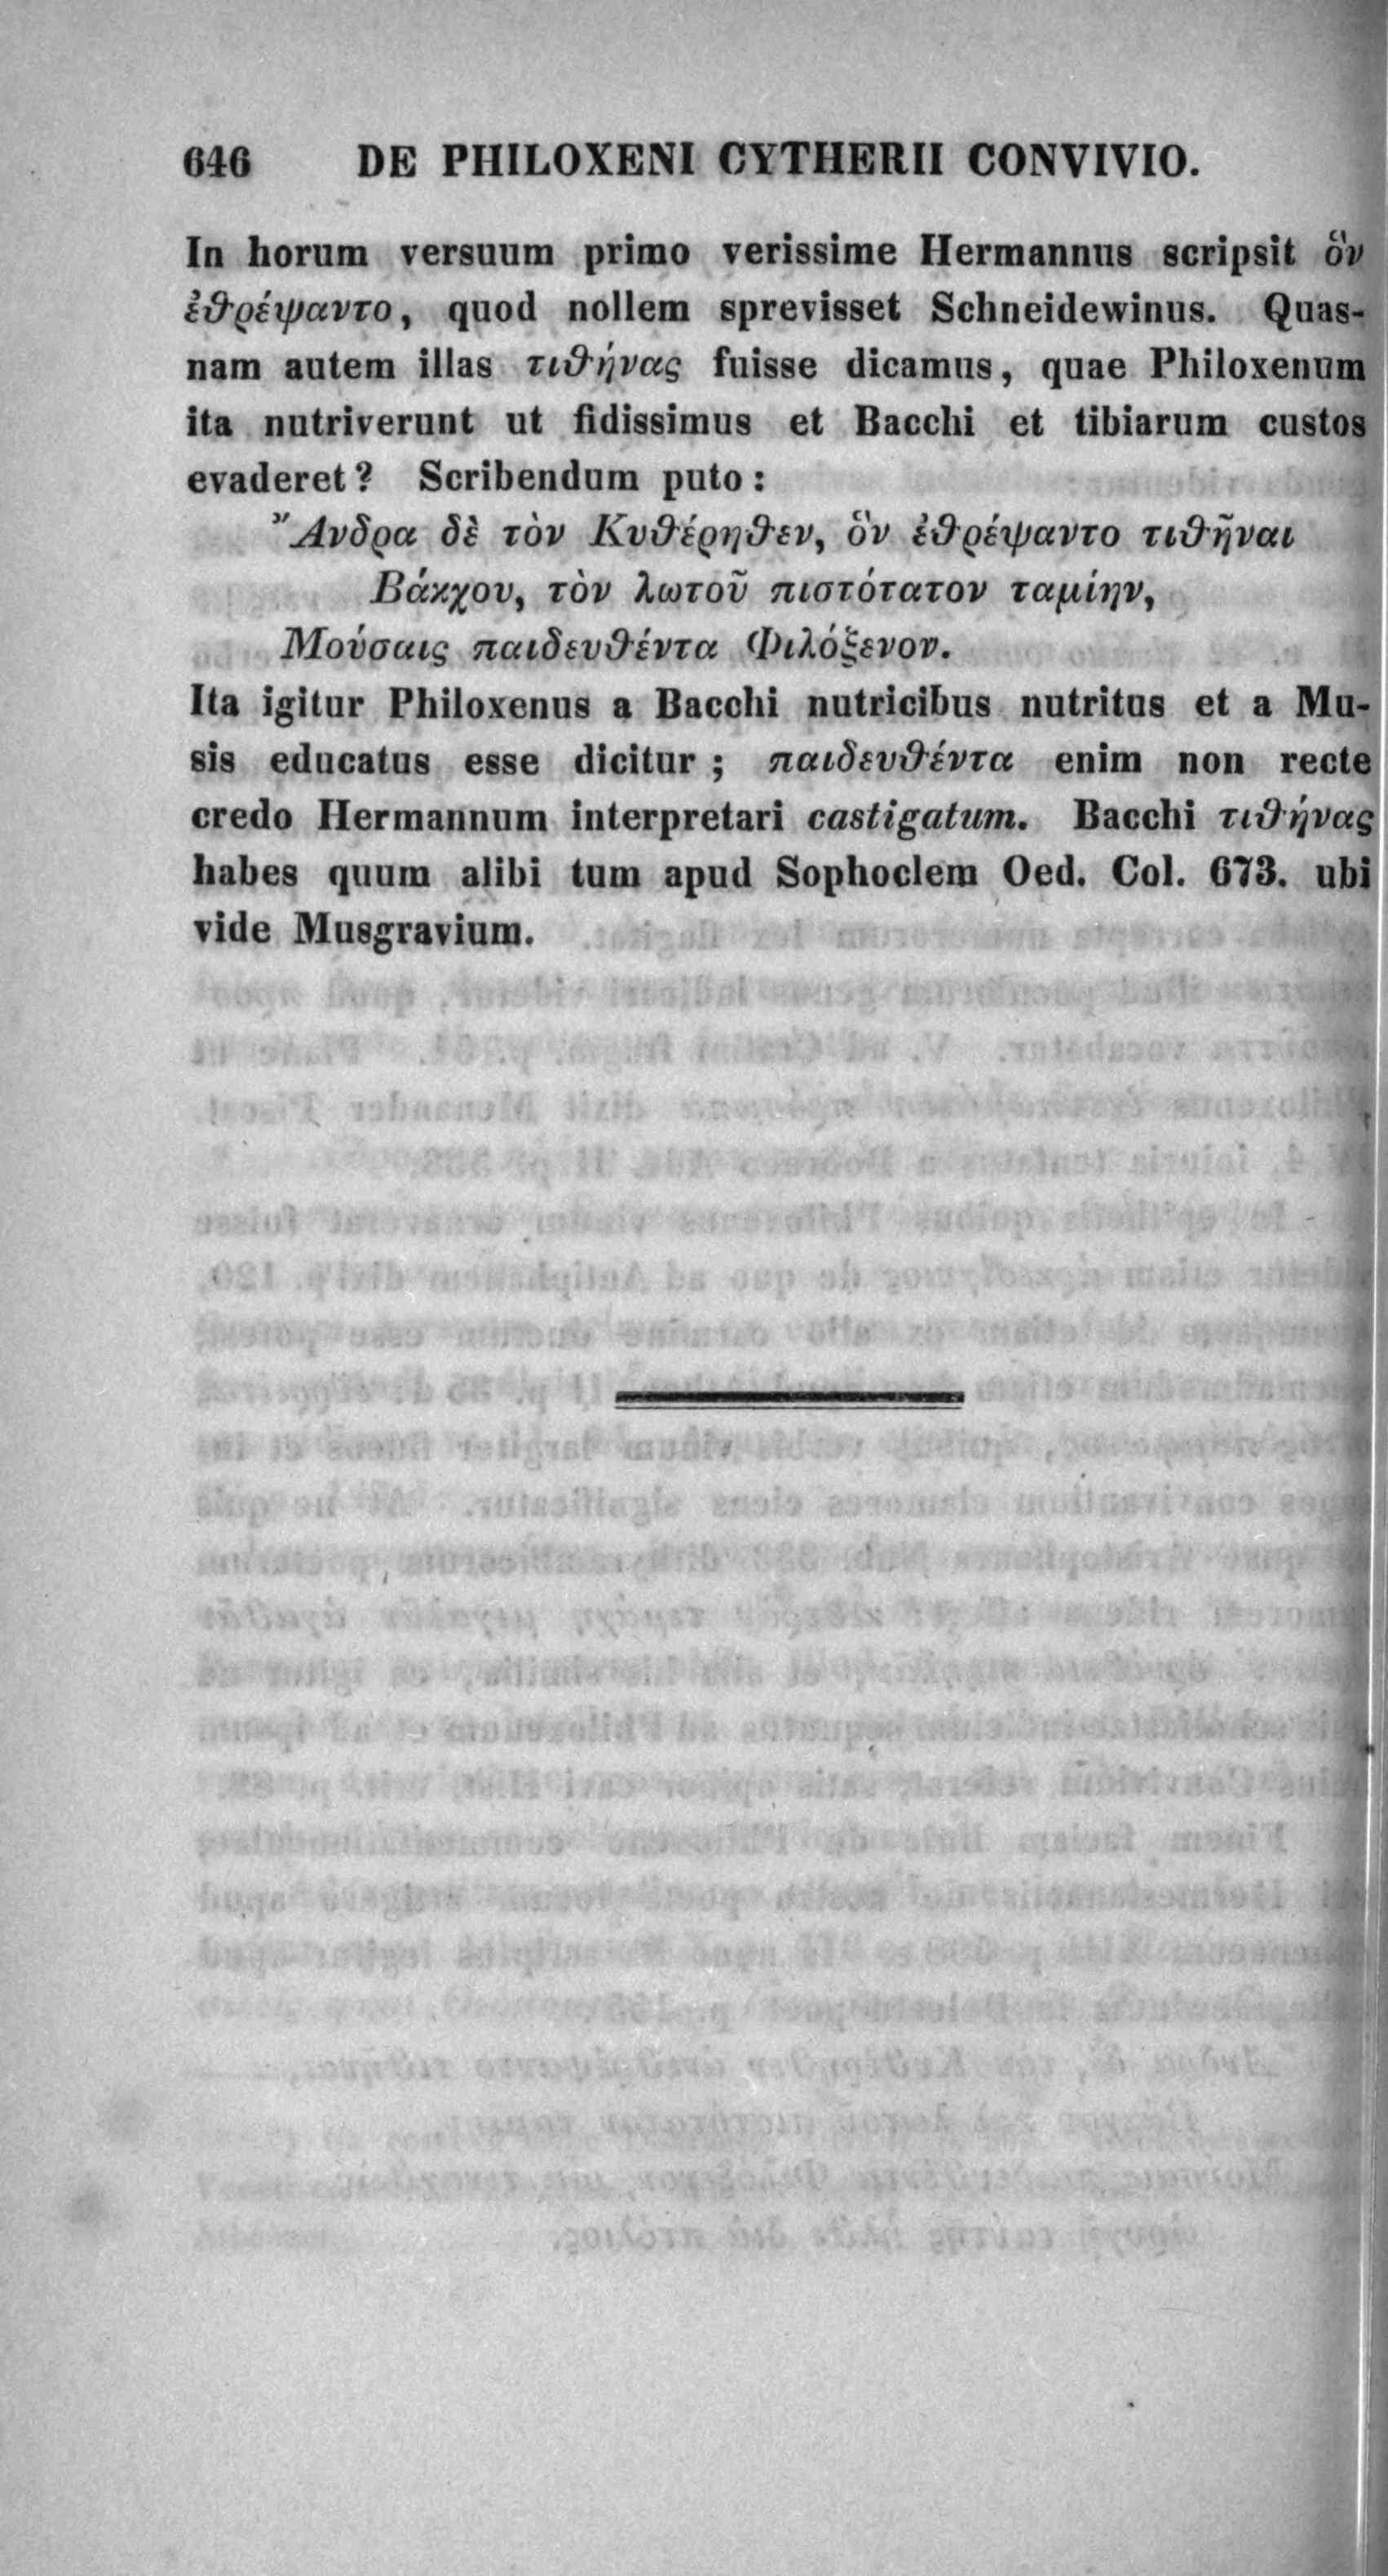 646 DE PHILOXENI CYTHERII CONVIVIO.
In horum versuum primo verissime Hermannus scripsit ὃν
ἐθρέψαντο, quod nollem sprevisset Schneidewinus. Quas-
nam autem illas τιθήνας fuisse dicamus, quae Philoxenum
ita nutriverunt ut fidissimus et Bacchi et tibiarum custos
evaderet? Scribendum puto:
Ἄνδρα δὲ τὸν Κυθέρηθεν, ὃν ἐθρέψαντο τιθῆναι
Βάκχου, τὸν λωτοῦ πιστότατον ταμίην,
Μούσαις παιδευθέντα Φιλόξενον.
Ita igitur Philoxenus a Bacchi nutricibus nutritus et a Mu-
sis educatus esse dicitur; παιδευθέντα enim non recte
credo Hermannum interpretari castigatum. Bacchi τιθήνας
habes quum alibi tum apud Sophoclem Oed. Col. 673. ubi
vide Musgravium.